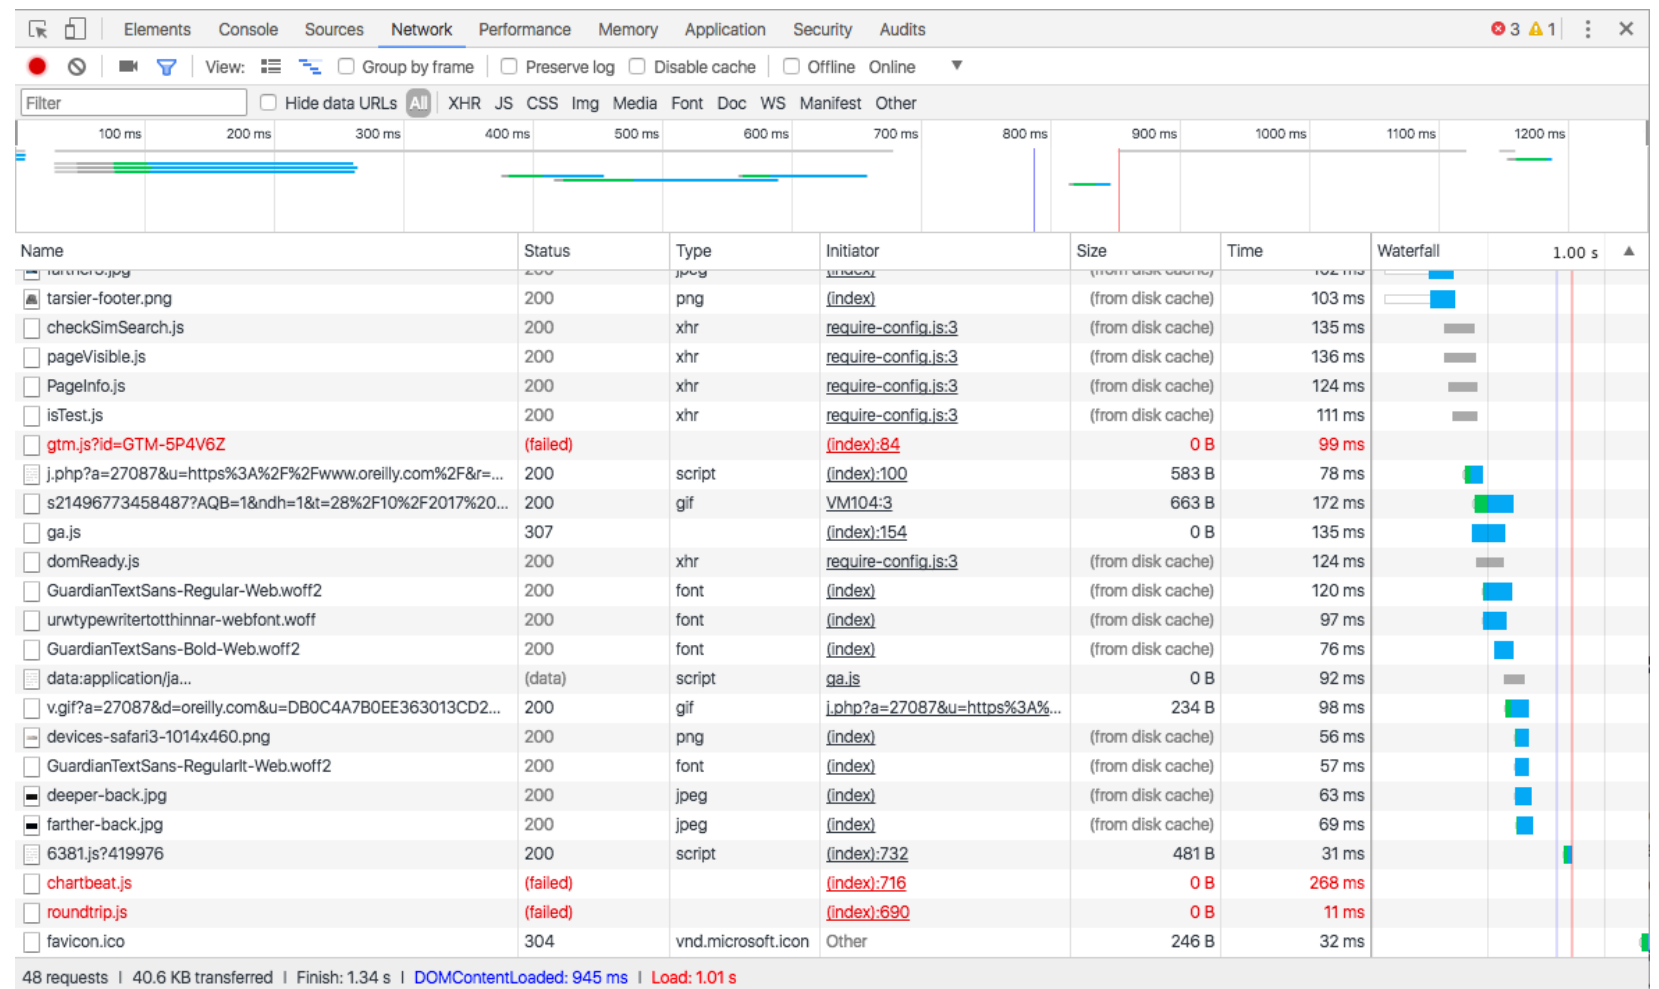 Elements Console Sources Network Performance Memory Application Security Audits 3 1
View: Group by frame Preserve log Disable cache Offline Online
Filter Hide data URLs All XHR JS CSS Img Media Font Doc WS Manifest Other
100 ms 200 ms 300 ms 400 ms 500 ms 600 ms 700 ms 800 ms 900 ms 1000 ms 1100 ms 1200 ms
Name Status Type Initiator Size Time Waterfall 1.00 s
200 jpeg (index) (from disk cache) 102 ms
tarsier-footer.png 200 png (index) (from disk cache) 103 ms
checkSimSearch.js 200 xhr require-config.js:3 (from disk cache) 135 ms
pageVisible.js 200 xhr require-config.js:3 (from disk cache) 136 ms
PageInfo.js 200 xhr require-config.js:3 (from disk cache) 124 ms
isTest.js 200 xhr require-config.js:3 (from disk cache) 111 ms
gtm.js?id=GTM-5P4V6Z (failed) (index):84 0 B 99 ms
j.php?a=27087&u=https%3A%2F%2Fwww.oreilly.com%2F&r=... 200 script (index):100 583 B 78 ms
s21496773458487?AQB=1&ndh=1&t=28%2F10%2F2017%20... 200 gif VM104:3 663 B 172 ms
ga.js 307 (index):154 0 B 135 ms
domReady.js 200 xhr require-config.js:3 (from disk cache) 124 ms
GuardianTextSans-Regular-Web.woff2 200 font (index) (from disk cache) 120 ms
urwtypewritertotthinnar-webfont.woff 200 font (index) (from disk cache) 97 ms
GuardianTextSans-Bold-Web.woff2 200 font (index) (from disk cache) 76 ms
data:application/ja... (data) script ga.js 0 B 92 ms
v.gif?a=27087&d=oreilly.com&u=DB0C4A7B0EE363013CD2... 200 gif j.php?a=27087&u=https%3A%... 234 B 98 ms
devices-safari3-1014x460.png 200 png (index) (from disk cache) 56 ms
GuardianTextSans-RegularIt-Web.woff2 200 font (index) (from disk cache) 57 ms
deeper-back.jpg 200 jpeg (index) (from disk cache) 63 ms
farther-back.jpg 200 jpeg (index) (from disk cache) 69 ms
6381.js?419976 200 script (index):732 481 B 31 ms
chartbeat.js (failed) (index):716 0 B 268 ms
roundtrip.js (failed) (index):690 0 B 11 ms
favicon.ico 304 vnd.microsoft.icon Other 246 B 32 ms
48 requests | 40.6 KB transferred | Finish: 1.34 s | DOMContentLoaded: 945 ms | Load: 1.01 s